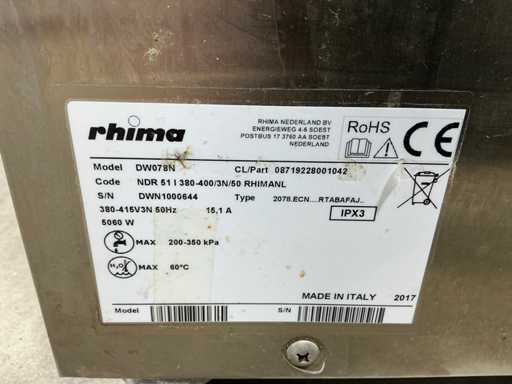 rhima
RHIMA NEDERLAND BV
ENERGIEWEG 4-6 SOEST
POSTBUS 17 3760 AA SOEST
NEDERLAND
RoHS
CE
Model DW078N CL/Part 08719228001042
Code NDR 51 I 380-400/3N/50 RHIMANL
S/N DWN1000644 Type 2078.ECN....RTABAFAJ..
380-415V3N 50Hz 15,1 A IPX3
5060 W
MAX 200-350 kPa
H₂O MAX 60°C
MADE IN ITALY 2017
Model S/N